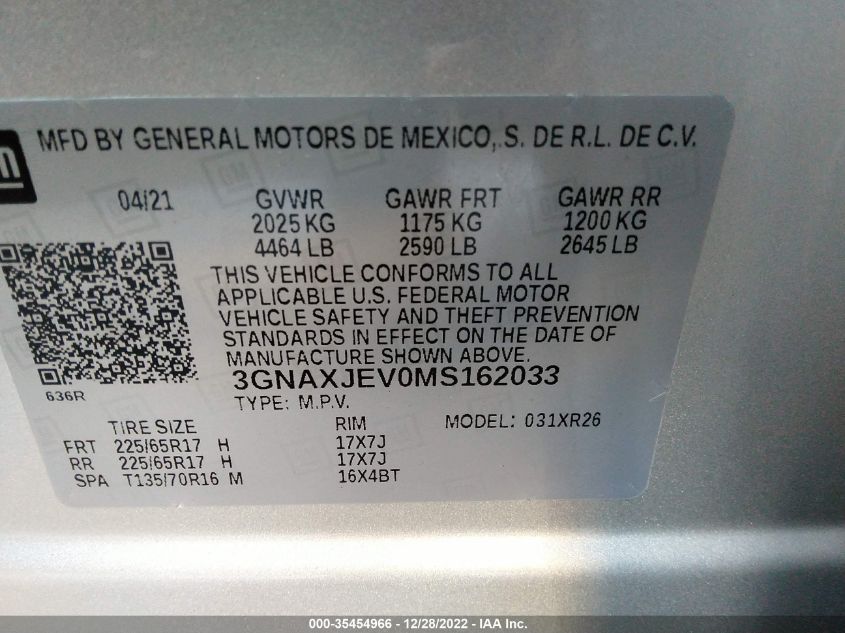 MFD BY GENERAL MOTORS DE MEXICO, S. DE R.L. DE C.V.
04/21 GVWR GAWR FRT GAWR RR
2025 KG 1175 KG 1200 KG
4464 LB 2590 LB 2645 LB
THIS VEHICLE CONFORMS TO ALL
APPLICABLE U.S. FEDERAL MOTOR
VEHICLE SAFETY AND THEFT PREVENTION
STANDARDS IN EFFECT ON THE DATE OF
MANUFACTURE SHOWN ABOVE.
3GNAXJEV0MS162033
636R
TYPE: M.P.V.
TIRE SIZE RIM MODEL: 031XR26
FRT 225/65R17 H 17X7J
RR 225/65R17 H 17X7J
SPA T135/70R16 M 16X4BT
000-35454966 - 12/28/2022 - IAA Inc.